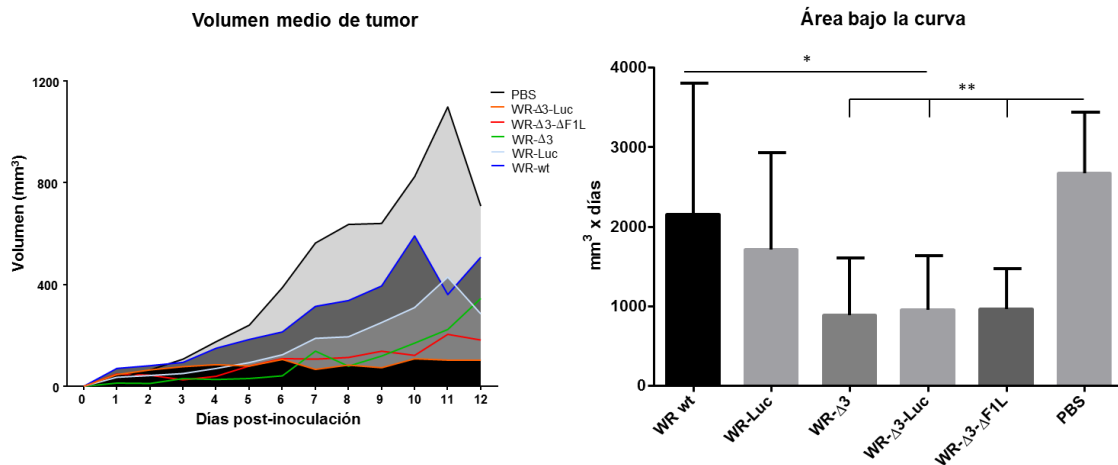 Volumen medio de tumor
Volumen (mm³)
1200
800
400
0
0 1 2 3 4 5 6 7 8 9 10 11 12
Días post-inoculación
PBS
WR-Δ3-Luc
WR-Δ3-ΔF1L
WR-Δ3
WR-Luc
WR-wt
Área bajo la curva
mm³ x días
4000
3000
2000
1000
0
*
**
WR wt
WR-Luc
WR-Δ3
WR-Δ3-Luc
WR-Δ3-ΔF1L
PBS